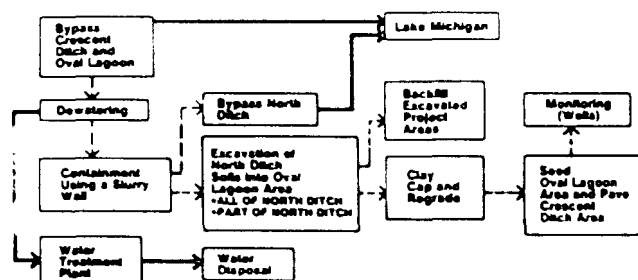 Bypass
Crescent
Ditch and
Oval Lagoon
Lake Michigan
Dewatering
Bypass North
Ditch
Backfill
Excavated
Project
Areas
Monitoring
(Wells)
Containment
Using a Slurry
Wall
Excavation of
North Ditch
Soils into Oval
Lagoon Area
•ALL OF NORTH DITCH
•PART OF NORTH DITCH
Clay
Cap and
Regrade
Seed
Oval Lagoon
Area and Pave
Crescent
Ditch Area
Water
Treatment
Plant
Water
Disposal